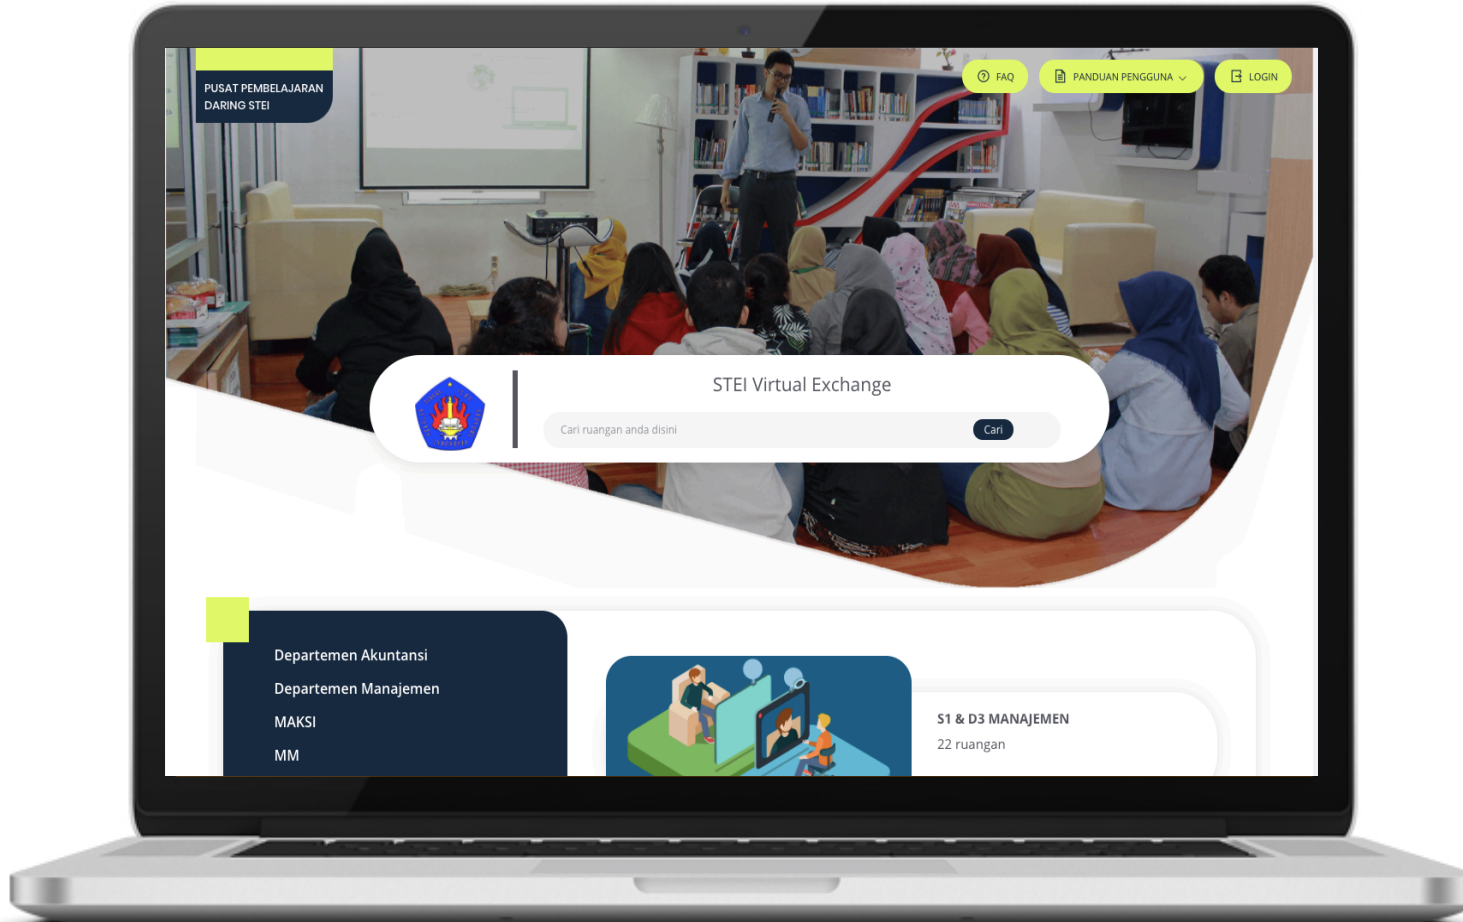 PUSAT PEMBELAJARAN
DARING STEI
FAQ
PANDUAN PENGGUNA
LOGIN
STEI Virtual Exchange
Cari ruangan anda disini
Cari
Departemen Akuntansi
Departemen Manajemen
MAKSI
MM
S1 & D3 MANAJEMEN
22 ruangan